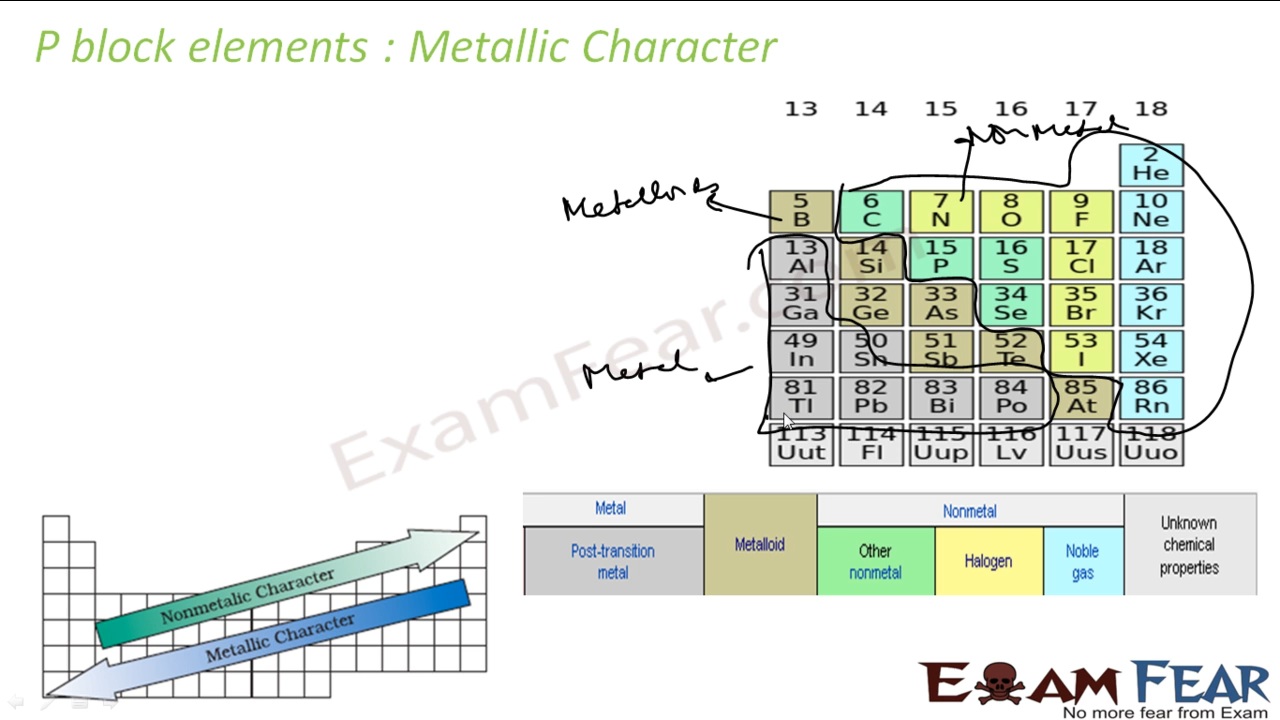 P block elements : Metallic Character
13 14 15 16 17 18
Non metal
2
He
Metalloids
5 6 7 8 9 10
B C N O F Ne
13 14 15 16 17 18
Al Si P S Cl Ar
31 32 33 34 35 36
Ga Ge As Se Br Kr
49 50 51 52 53 54
In Sn Sb Te I Xe
Metal
81 82 83 84 85 86
Tl Pb Bi Po At Rn
113 114 115 116 117 118
Uut Fl Uup Lv Uus Uuo
ExamFear.com
Metal
Post-transition
metal
Metalloid
Nonmetal
Other
nonmetal
Halogen
Noble
gas
Unknown
chemical
properties
Nonmetalic Character
Metallic Character
EXAM FEAR
No more fear from Exam